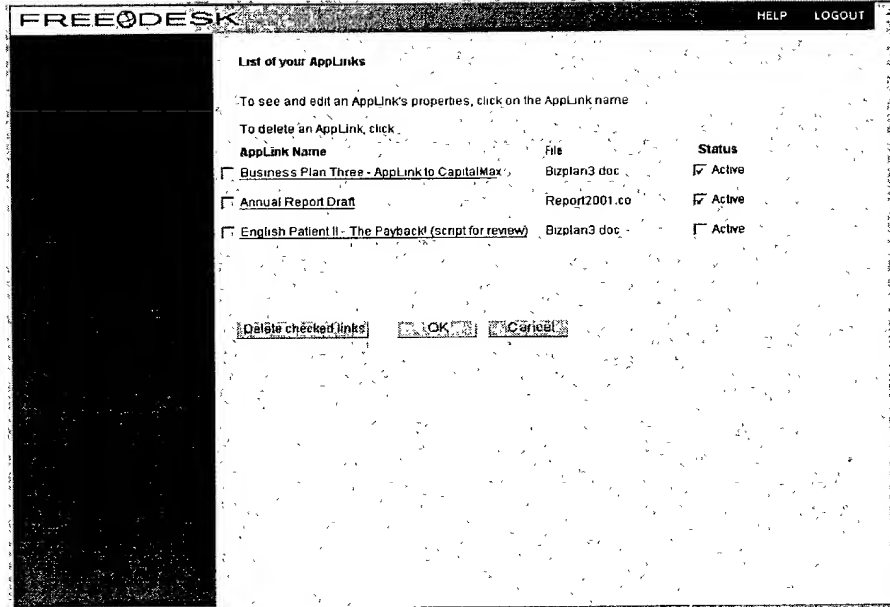 FREEDESK HELP LOGOUT
List of your AppLinks
To see and edit an AppLink's properties, click on the AppLink name
To delete an AppLink, click
AppLink Name File Status
Business Plan Three - AppLink to CapitalMax Bizplan3 doc Active
Annual Report Draft Report2001.co Active
English Patient II - The Payback! (script for review) Bizplan3 doc Active
Delete checked links OK Cancel